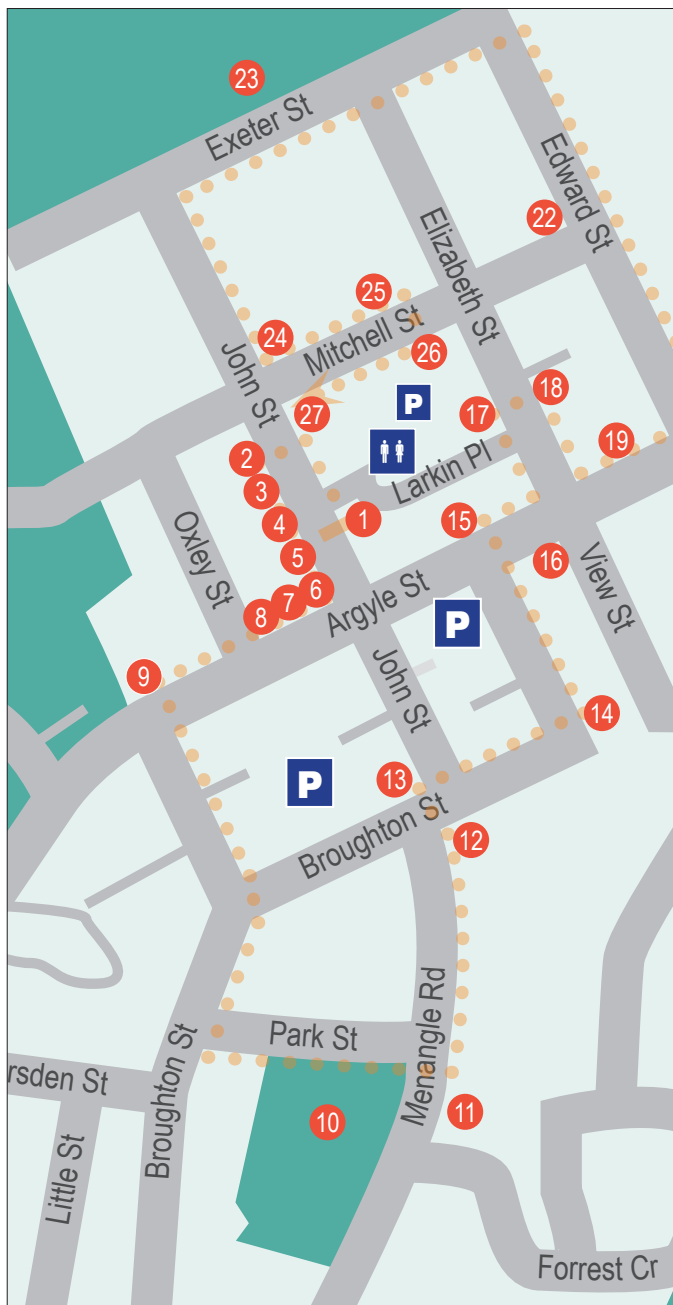 23
Exeter St
Edward St
22
Elizabeth St
25
24
Mitchell St
26
John St
27
P
17
18
19
2
3
Larkin Pl
4
1
15
Oxley St
5
16
View St
6
7
8
Argyle St
P
John St
9
14
P
13
Broughton St
12
Menangle Rd
Park St
rsden St
Broughton St
10
11
Little St
Forrest Cr